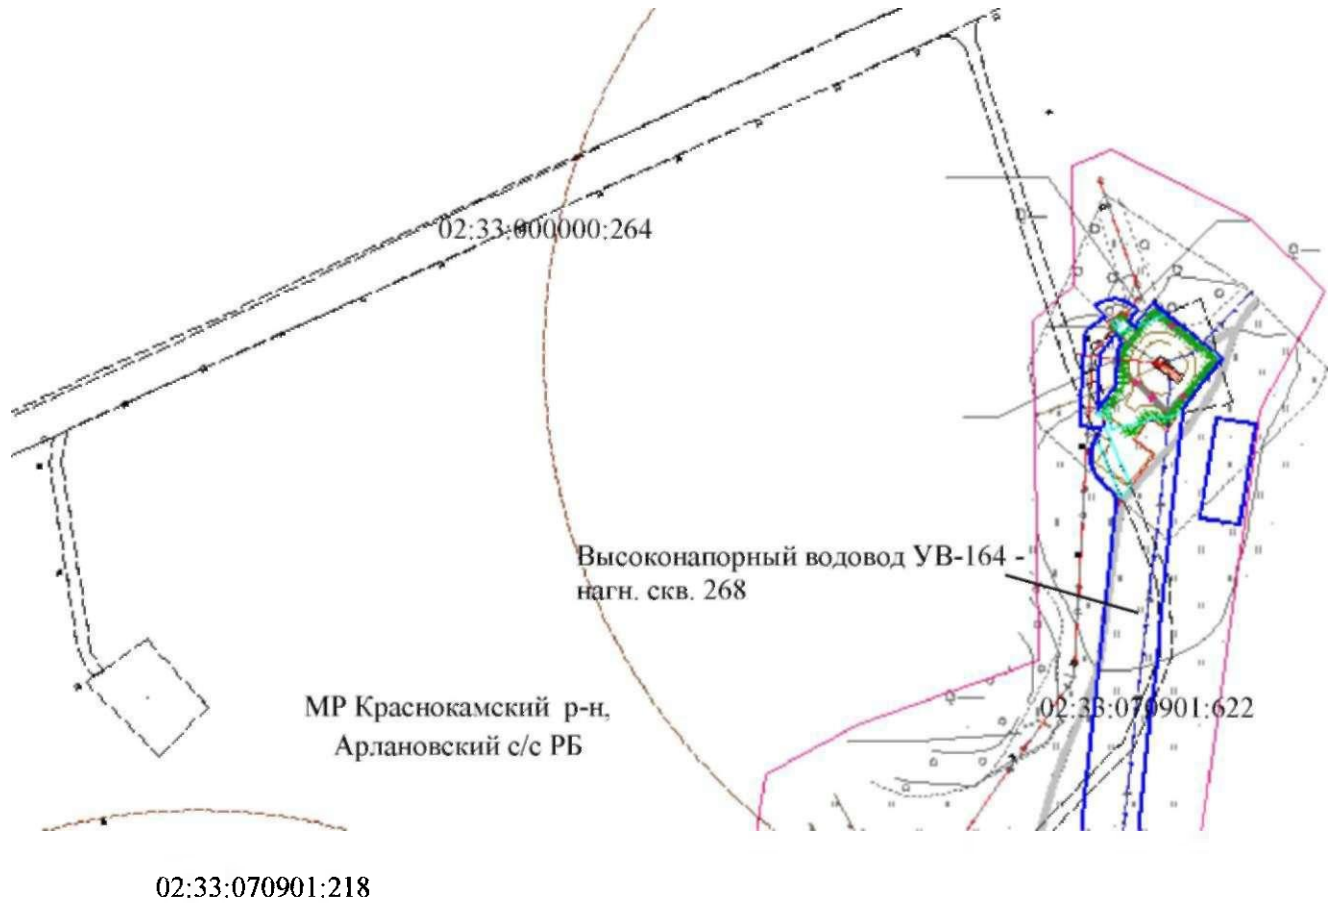 02:33:000000:264
Высоконапорный водовод УВ-164 -
нагн. скв. 268
МР Краснокамский р-н,
Арлановский с/с РБ
02:33:070901:622
02:33:070901:218